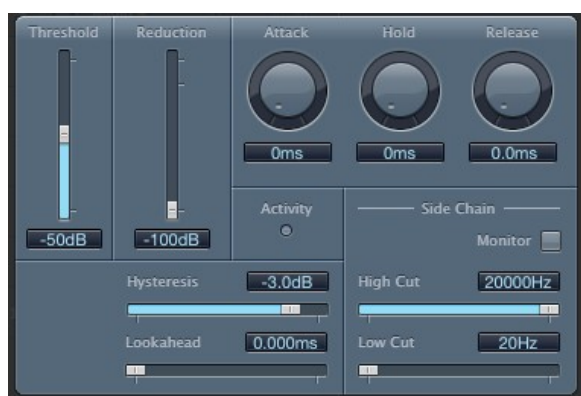 Threshold Reduction Attack Hold Release
0ms 0ms 0.0ms
Activity Side Chain
-50dB -100dB Monitor
Hysteresis -3.0dB High Cut 20000Hz
Lookahead 0.000ms Low Cut 20Hz